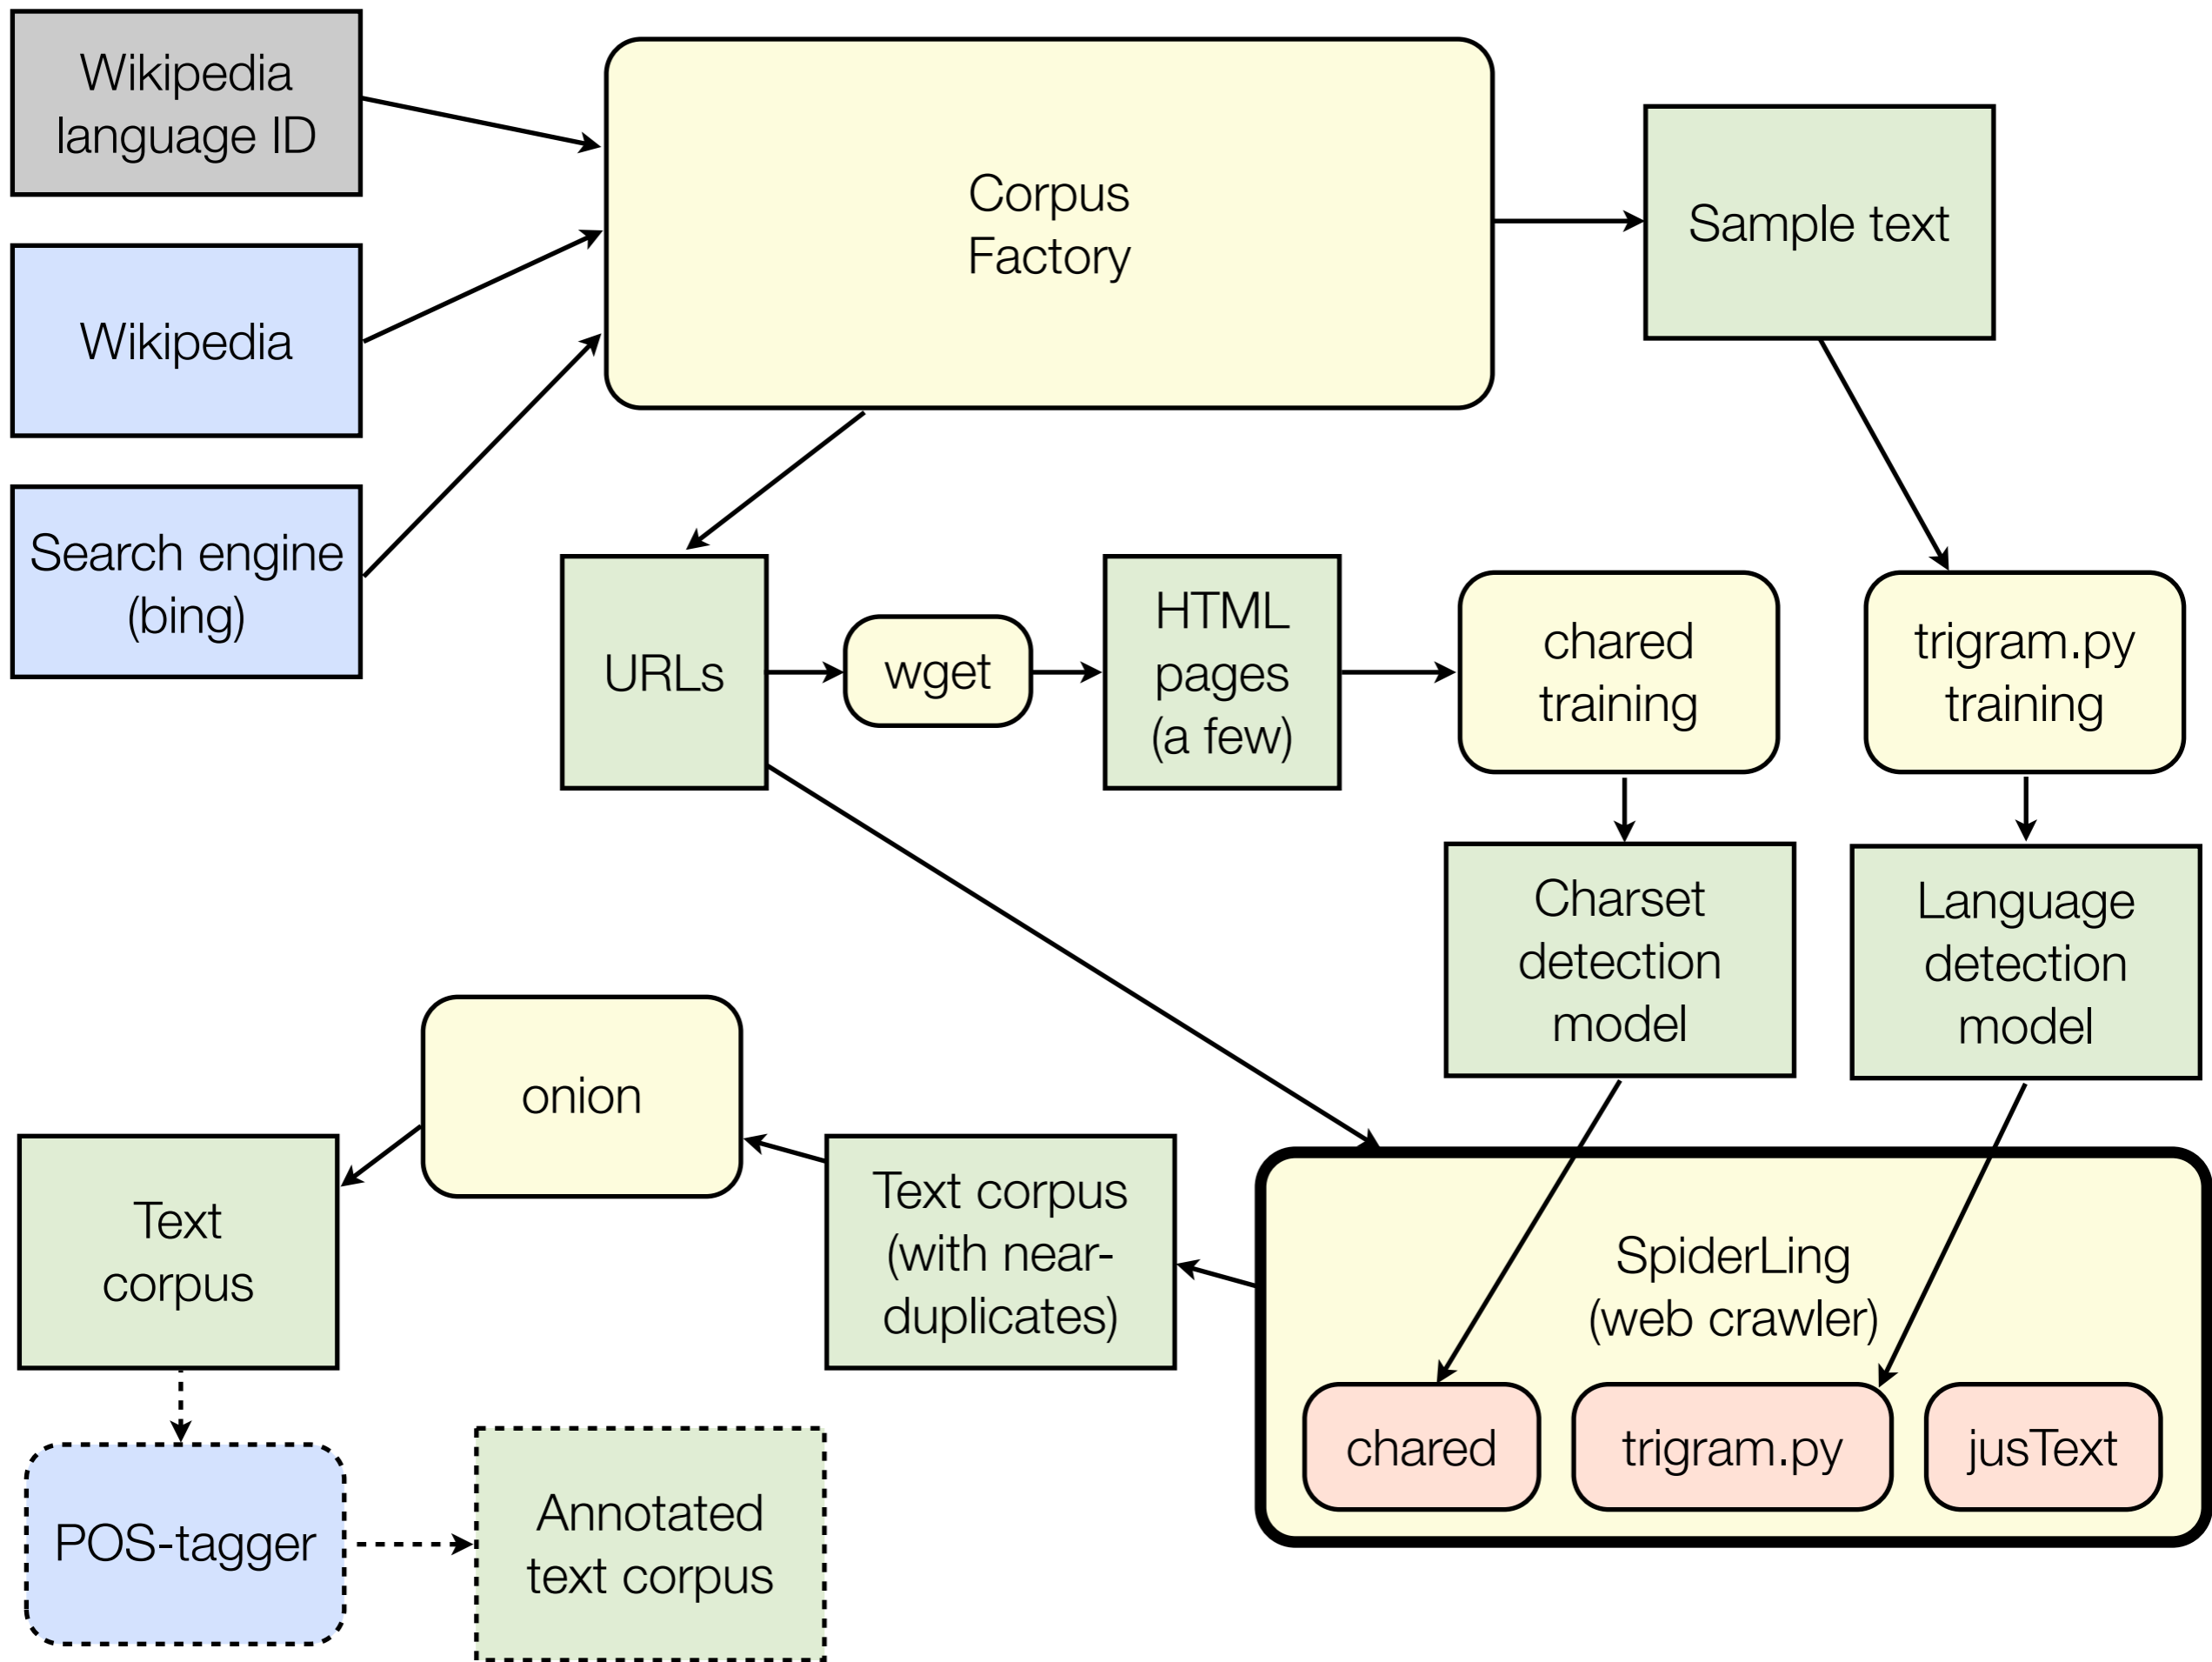 Wikipedia
language ID
Corpus
Factory
Sample text
Wikipedia
Search engine
(bing)
URLs
wget
HTML
pages
(a few)
chared
training
trigram.py
training
Charset
detection
model
Language
detection
model
onion
Text
corpus
Text corpus
(with near-
duplicates)
SpiderLing
(web crawler)
chared
trigram.py
jusText
POS-tagger
Annotated
text corpus